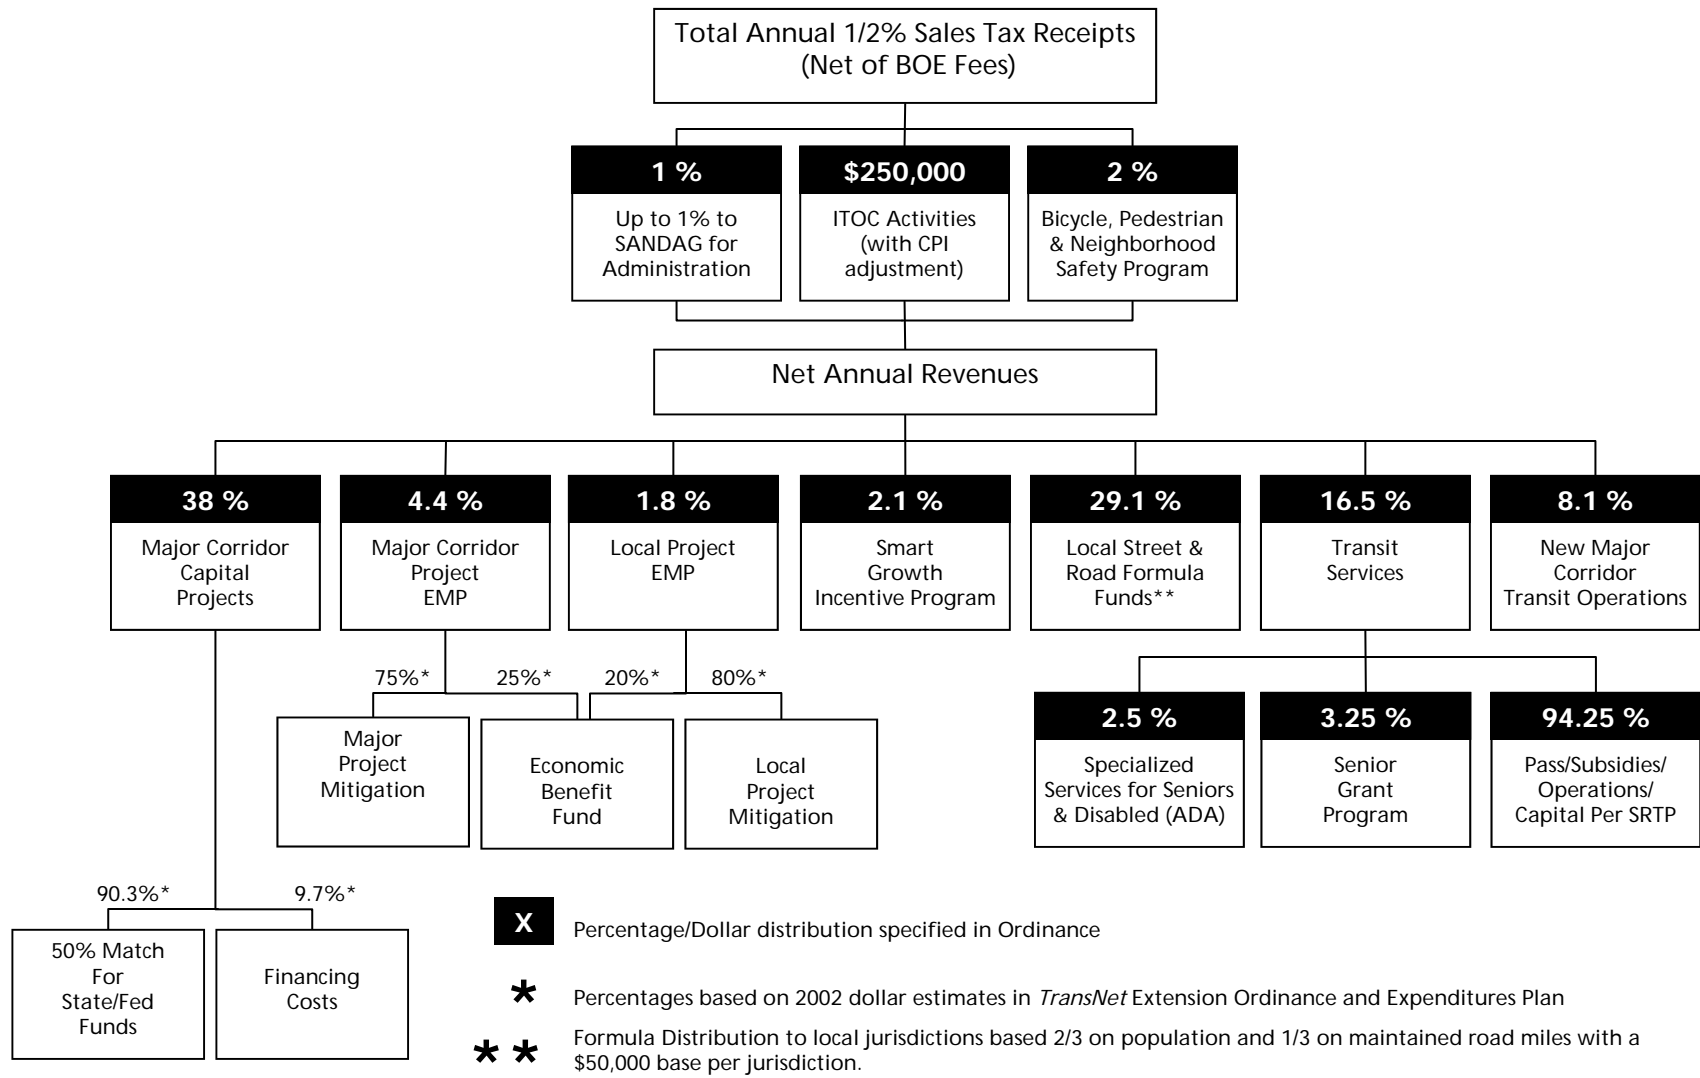 Total Annual 1/2% Sales Tax Receipts
(Net of BOE Fees)
1 %
Up to 1% to
SANDAG for
Administration
$250,000
ITOC Activities
(with CPI
adjustment)
2 %
Bicycle, Pedestrian
& Neighborhood
Safety Program
Net Annual Revenues
38 %
Major Corridor
Capital
Projects
4.4 %
Major Corridor
Project
EMP
1.8 %
Local Project
EMP
2.1 %
Smart
Growth
Incentive Program
29.1 %
Local Street &
Road Formula
Funds**
16.5 %
Transit
Services
8.1 %
New Major
Corridor
Transit Operations
75%*
25%*
20%*
80%*
Major
Project
Mitigation
Economic
Benefit
Fund
Local
Project
Mitigation
2.5 %
Specialized
Services for Seniors
& Disabled (ADA)
3.25 %
Senior
Grant
Program
94.25 %
Pass/Subsidies/
Operations/
Capital Per SRTP
90.3%*
9.7%*
50% Match
For
State/Fed
Funds
Financing
Costs
X Percentage/Dollar distribution specified in Ordinance
* Percentages based on 2002 dollar estimates in TransNet Extension Ordinance and Expenditures Plan
** Formula Distribution to local jurisdictions based 2/3 on population and 1/3 on maintained road miles with a
$50,000 base per jurisdiction.